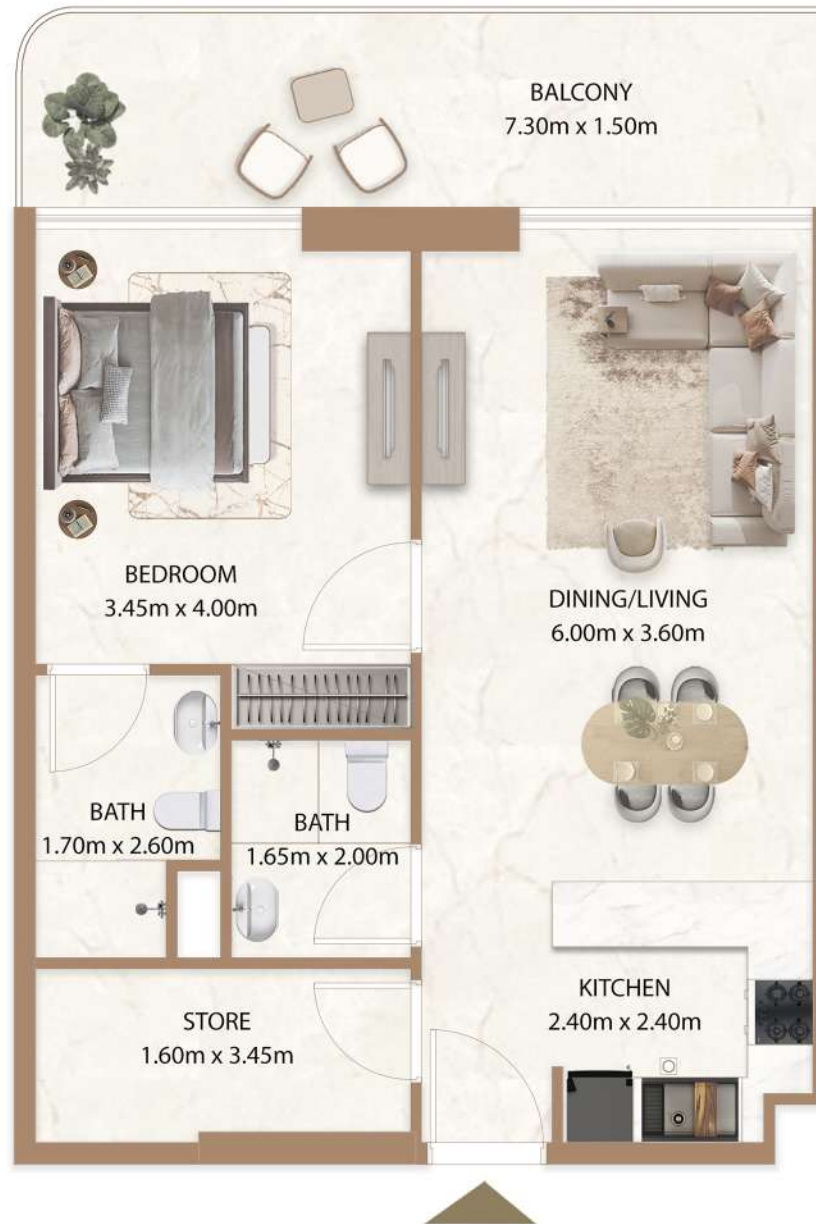 BALCONY
7.30m x 1.50m
BEDROOM
3.45m x 4.00m
DINING/LIVING
6.00m x 3.60m
BATH
1.70m x 2.60m
BATH
1.65m x 2.00m
KITCHEN
2.40m x 2.40m
STORE
1.60m x 3.45m